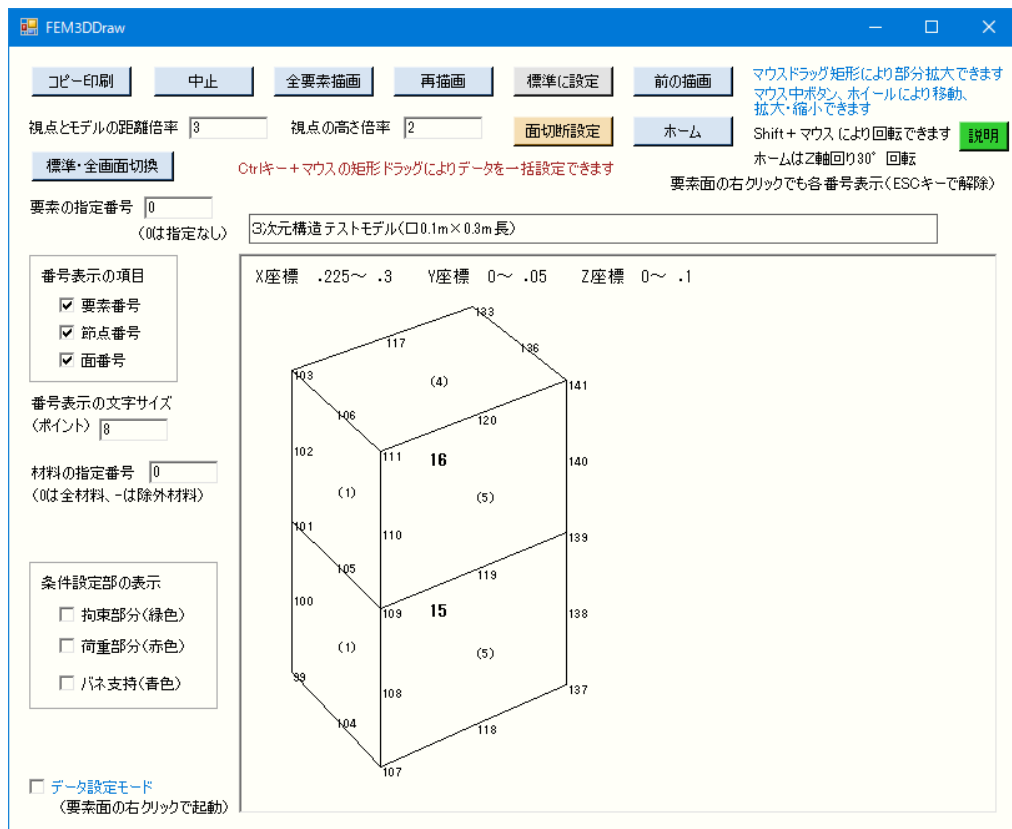 FEM3DDraw
コピー印刷 中止 全要素描画 再描画 標準に設定 前の描画
マウスドラッグ矩形により部分拡大できます
マウス中ボタン、ホイールにより移動、
拡大・縮小できます
視点とモデルの距離倍率 3 視点の高さ倍率 2 面切断設定 ホーム
Shift+マウスにより回転できます 説明
標準・全画面切換
Ctrlキー+マウスの矩形ドラッグによりデータを一括設定できます
ホームはZ軸回り30° 回転
要素面の右クリックでも各番号表示(ESCキーで解除)
要素の指定番号 0
(0は指定なし)
3次元構造テストモデル(口0.1m×0.3m長)
番号表示の項目
要素番号
節点番号
面番号
番号表示の文字サイズ
(ポイント) 8
材料の指定番号 0
(0は全材料、-は除外材料)
条件設定部の表示
拘束部分(緑色)
荷重部分(赤色)
バネ支持(青色)
データ設定モード
(要素面の右クリックで起動)
X座標 .225~ .3 Y座標 0~ .05 Z座標 0~ .1
133
117
136
103
(4)
141
106
120
102
111
16
140
(1)
(5)
101
110
139
105
119
100
109
15
138
(1)
(5)
99
108
137
104
118
107